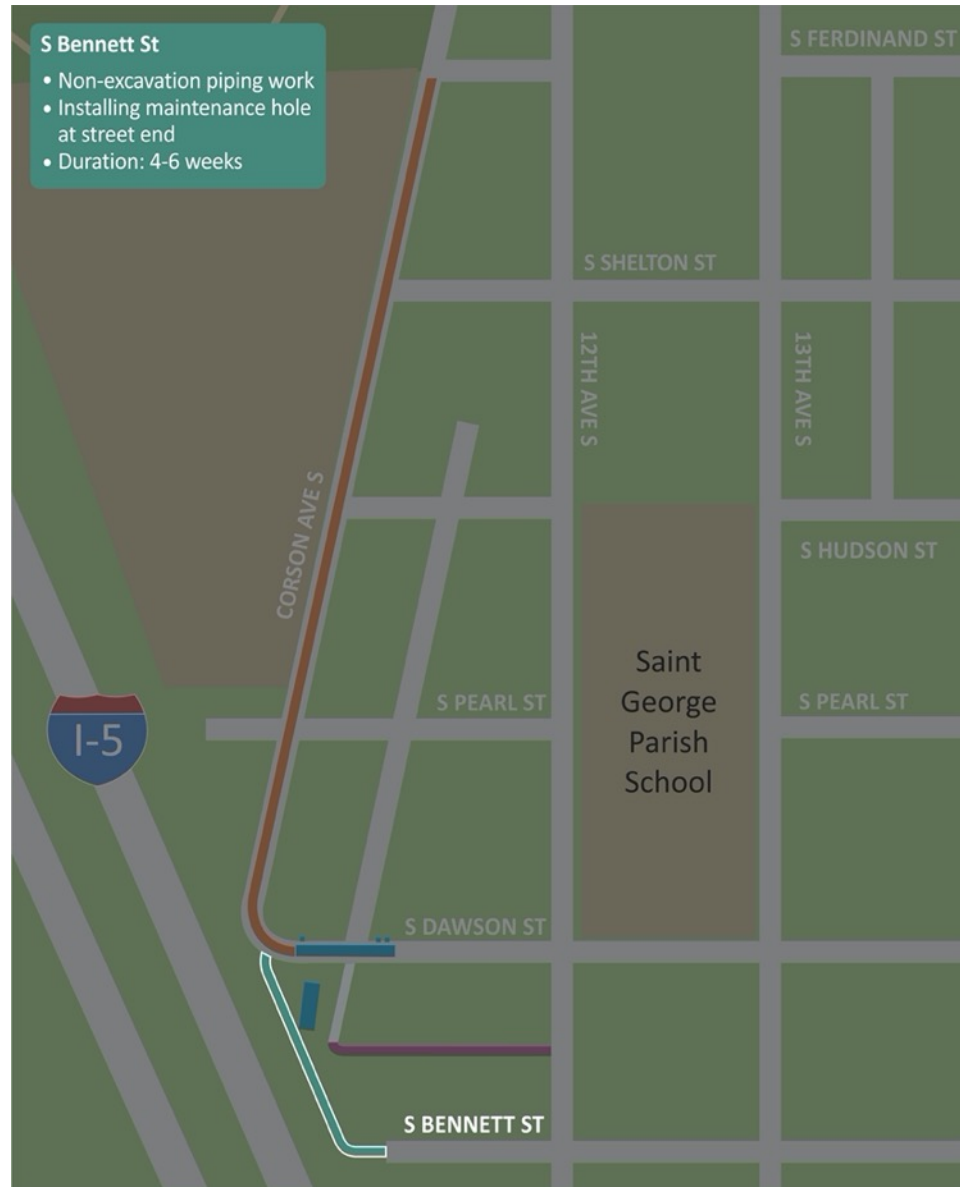 S Bennett St
• Non-excavation piping work
• Installing maintenance hole
at street end
• Duration: 4-6 weeks
S FERDINAND ST
S SHELTON ST
12TH AVE S
13TH AVE S
CORSON AVE S
S HUDSON ST
Saint
George
Parish
School
S PEARL ST
S PEARL ST
I-5
S DAWSON ST
S BENNETT ST